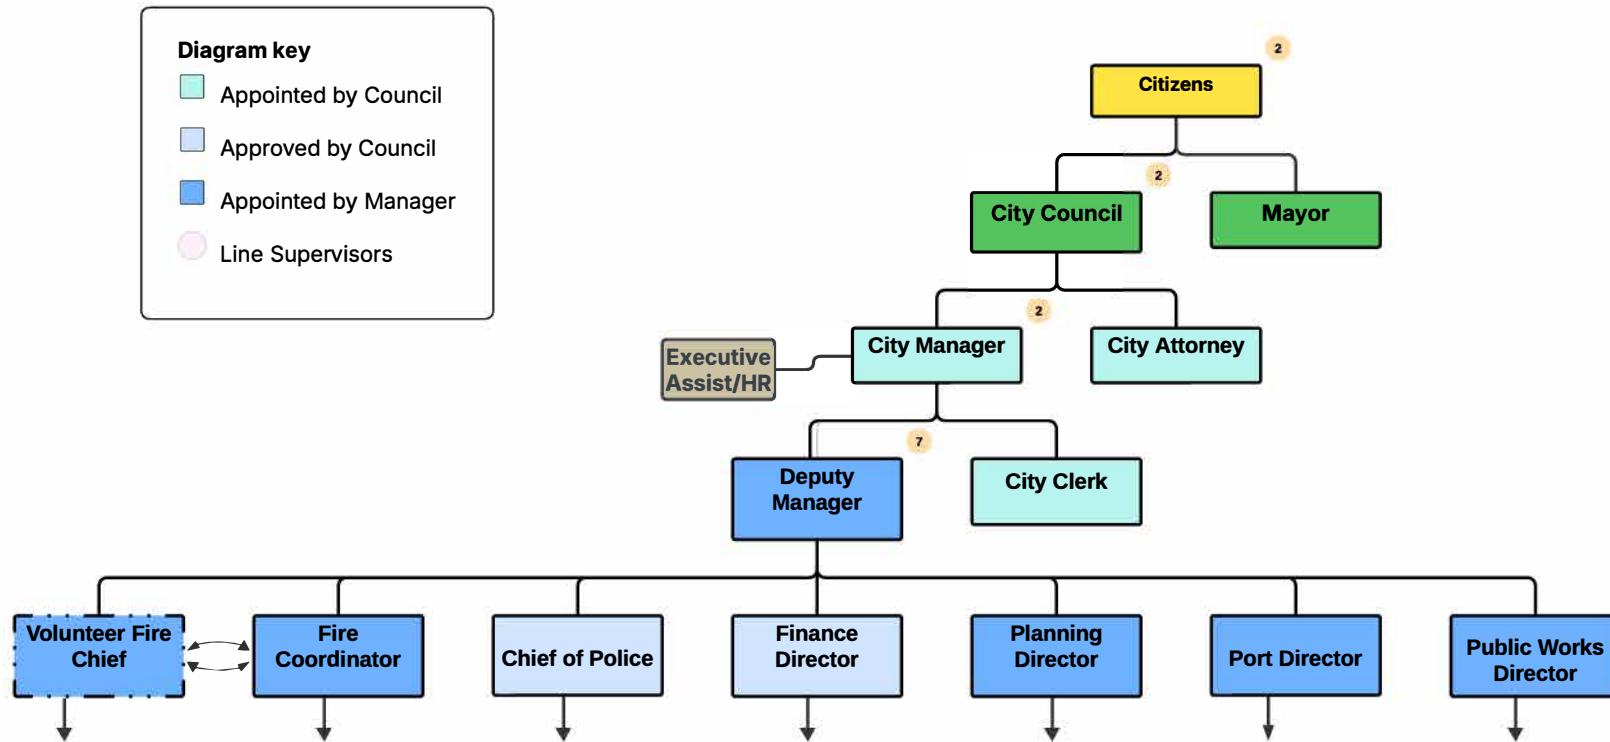 Diagram key
Appointed by Council
Approved by Council
Appointed by Manager
Line Supervisors
2
Citizens
2
City Council
Mayor
2
City Manager
City Attorney
Executive
Assist/HR
7
Deputy
Manager
City Clerk
Volunteer Fire
Chief
Fire
Coordinator
Chief of Police
Finance
Director
Planning
Director
Port Director
Public Works
Director